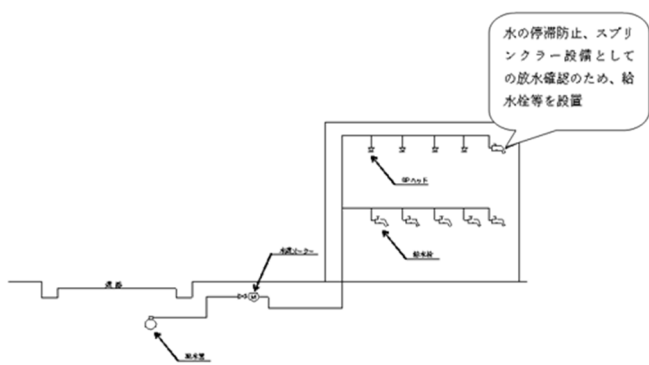 水の停滞防止、スプリ
ンクラー設備として
の放水確認のため、給
水栓等を設置
SPヘッド
給水栓
水道メーター
道路
M
配水管